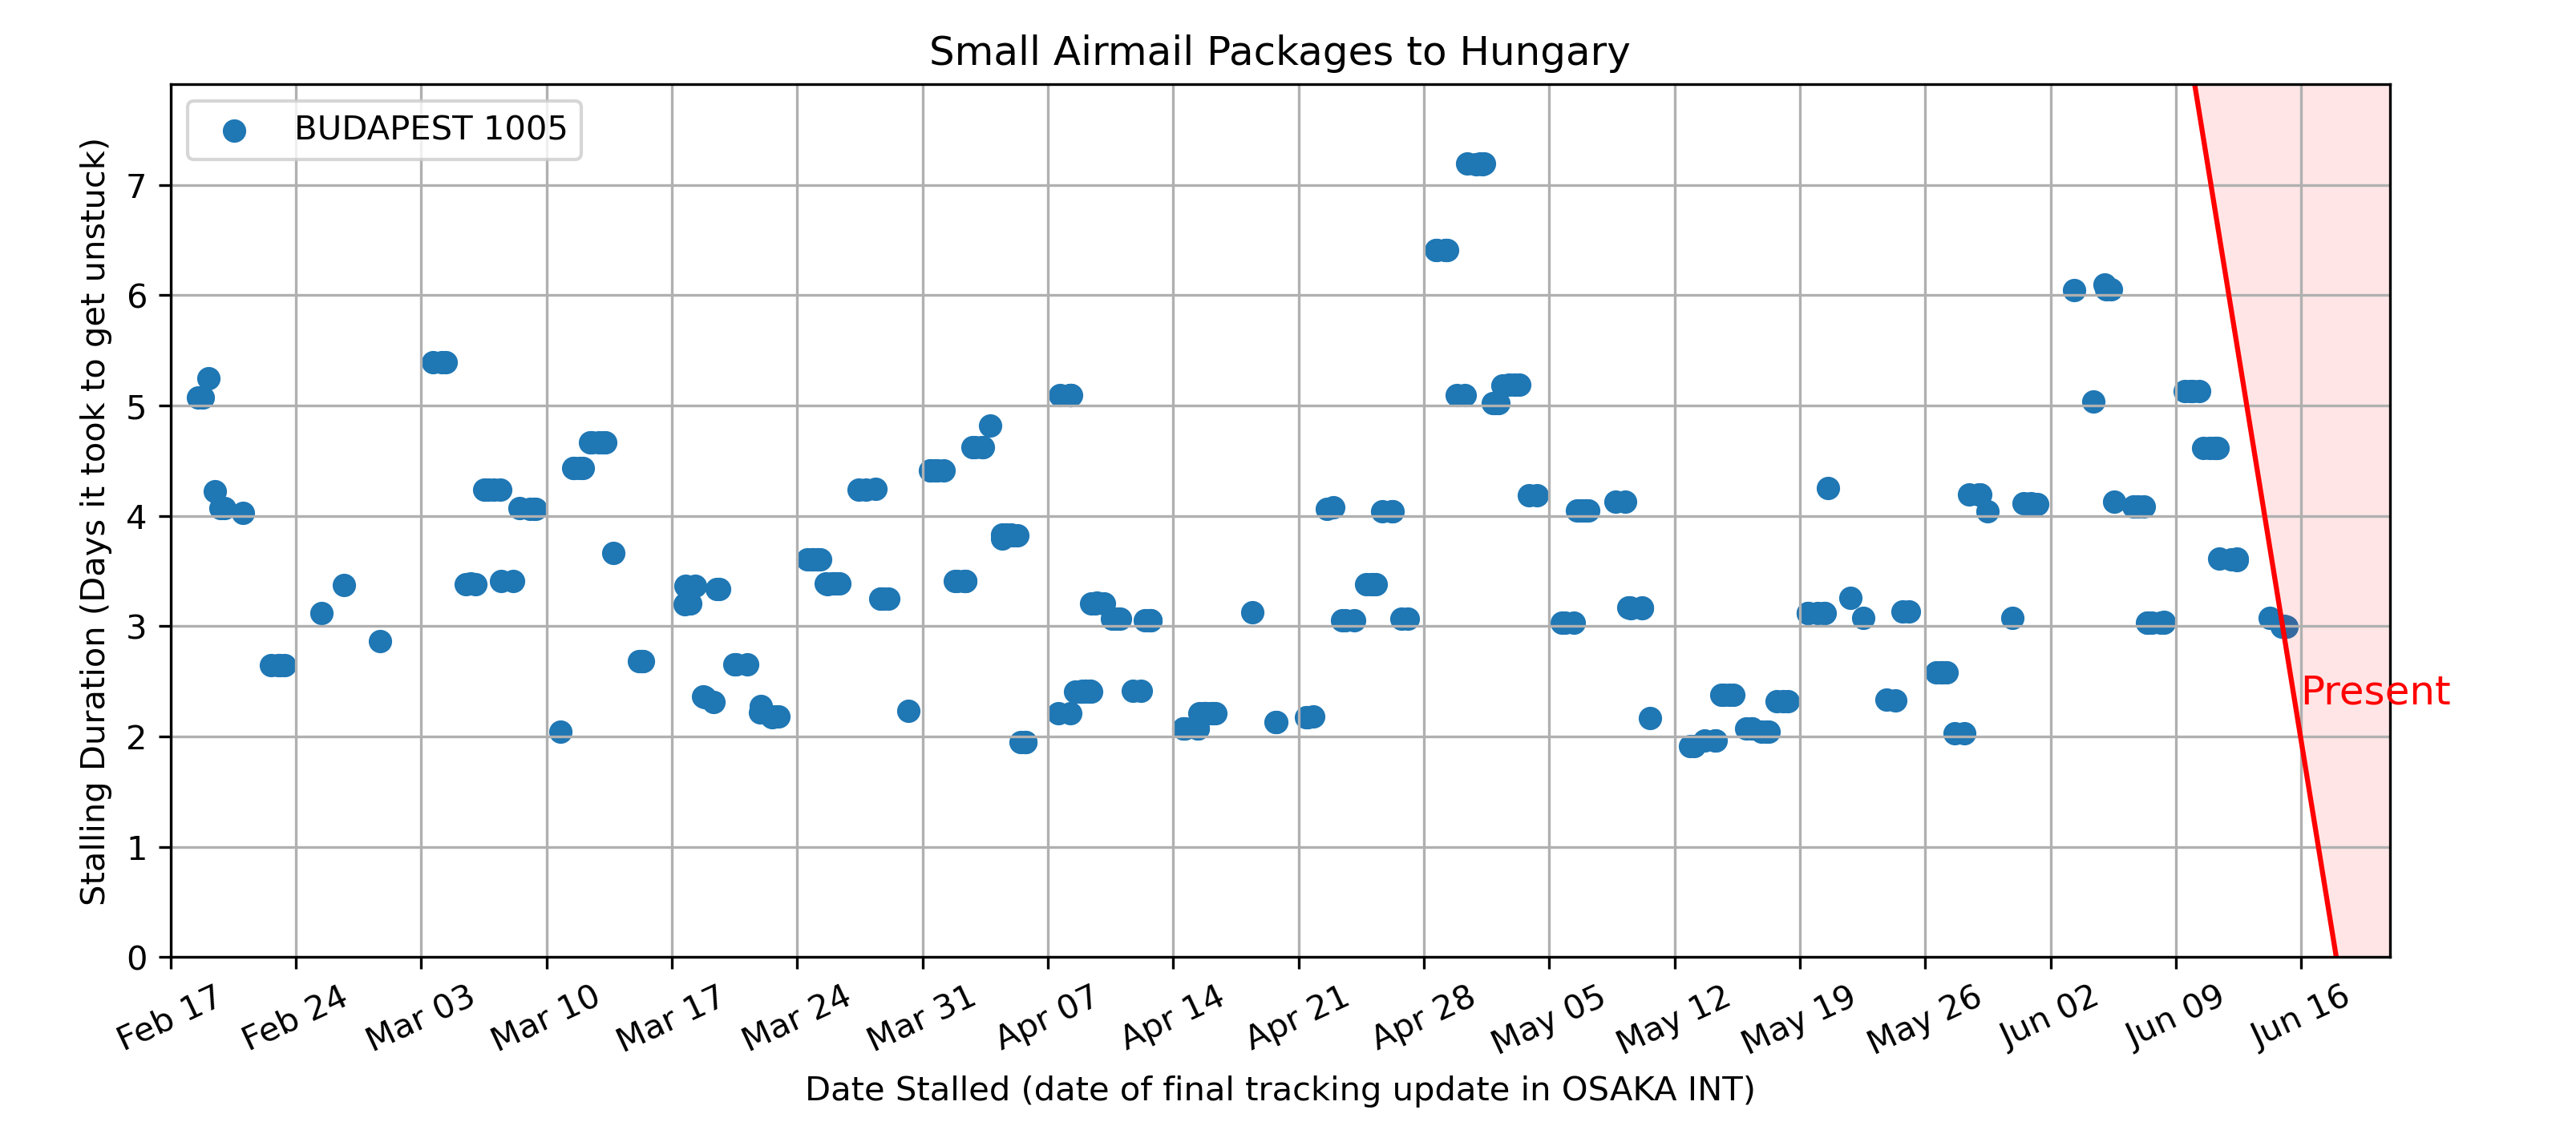 Small Airmail Packages to Hungary
BUDAPEST 1005
Stalling Duration (Days it took to get unstuck)
7
6
5
4
3
2
1
0
Present
Feb 17
Feb 24
Mar 03
Mar 10
Mar 17
Mar 24
Mar 31
Apr 07
Apr 14
Apr 21
Apr 28
May 05
May 12
May 19
May 26
Jun 02
Jun 09
Jun 16
Date Stalled (date of final tracking update in OSAKA INT)